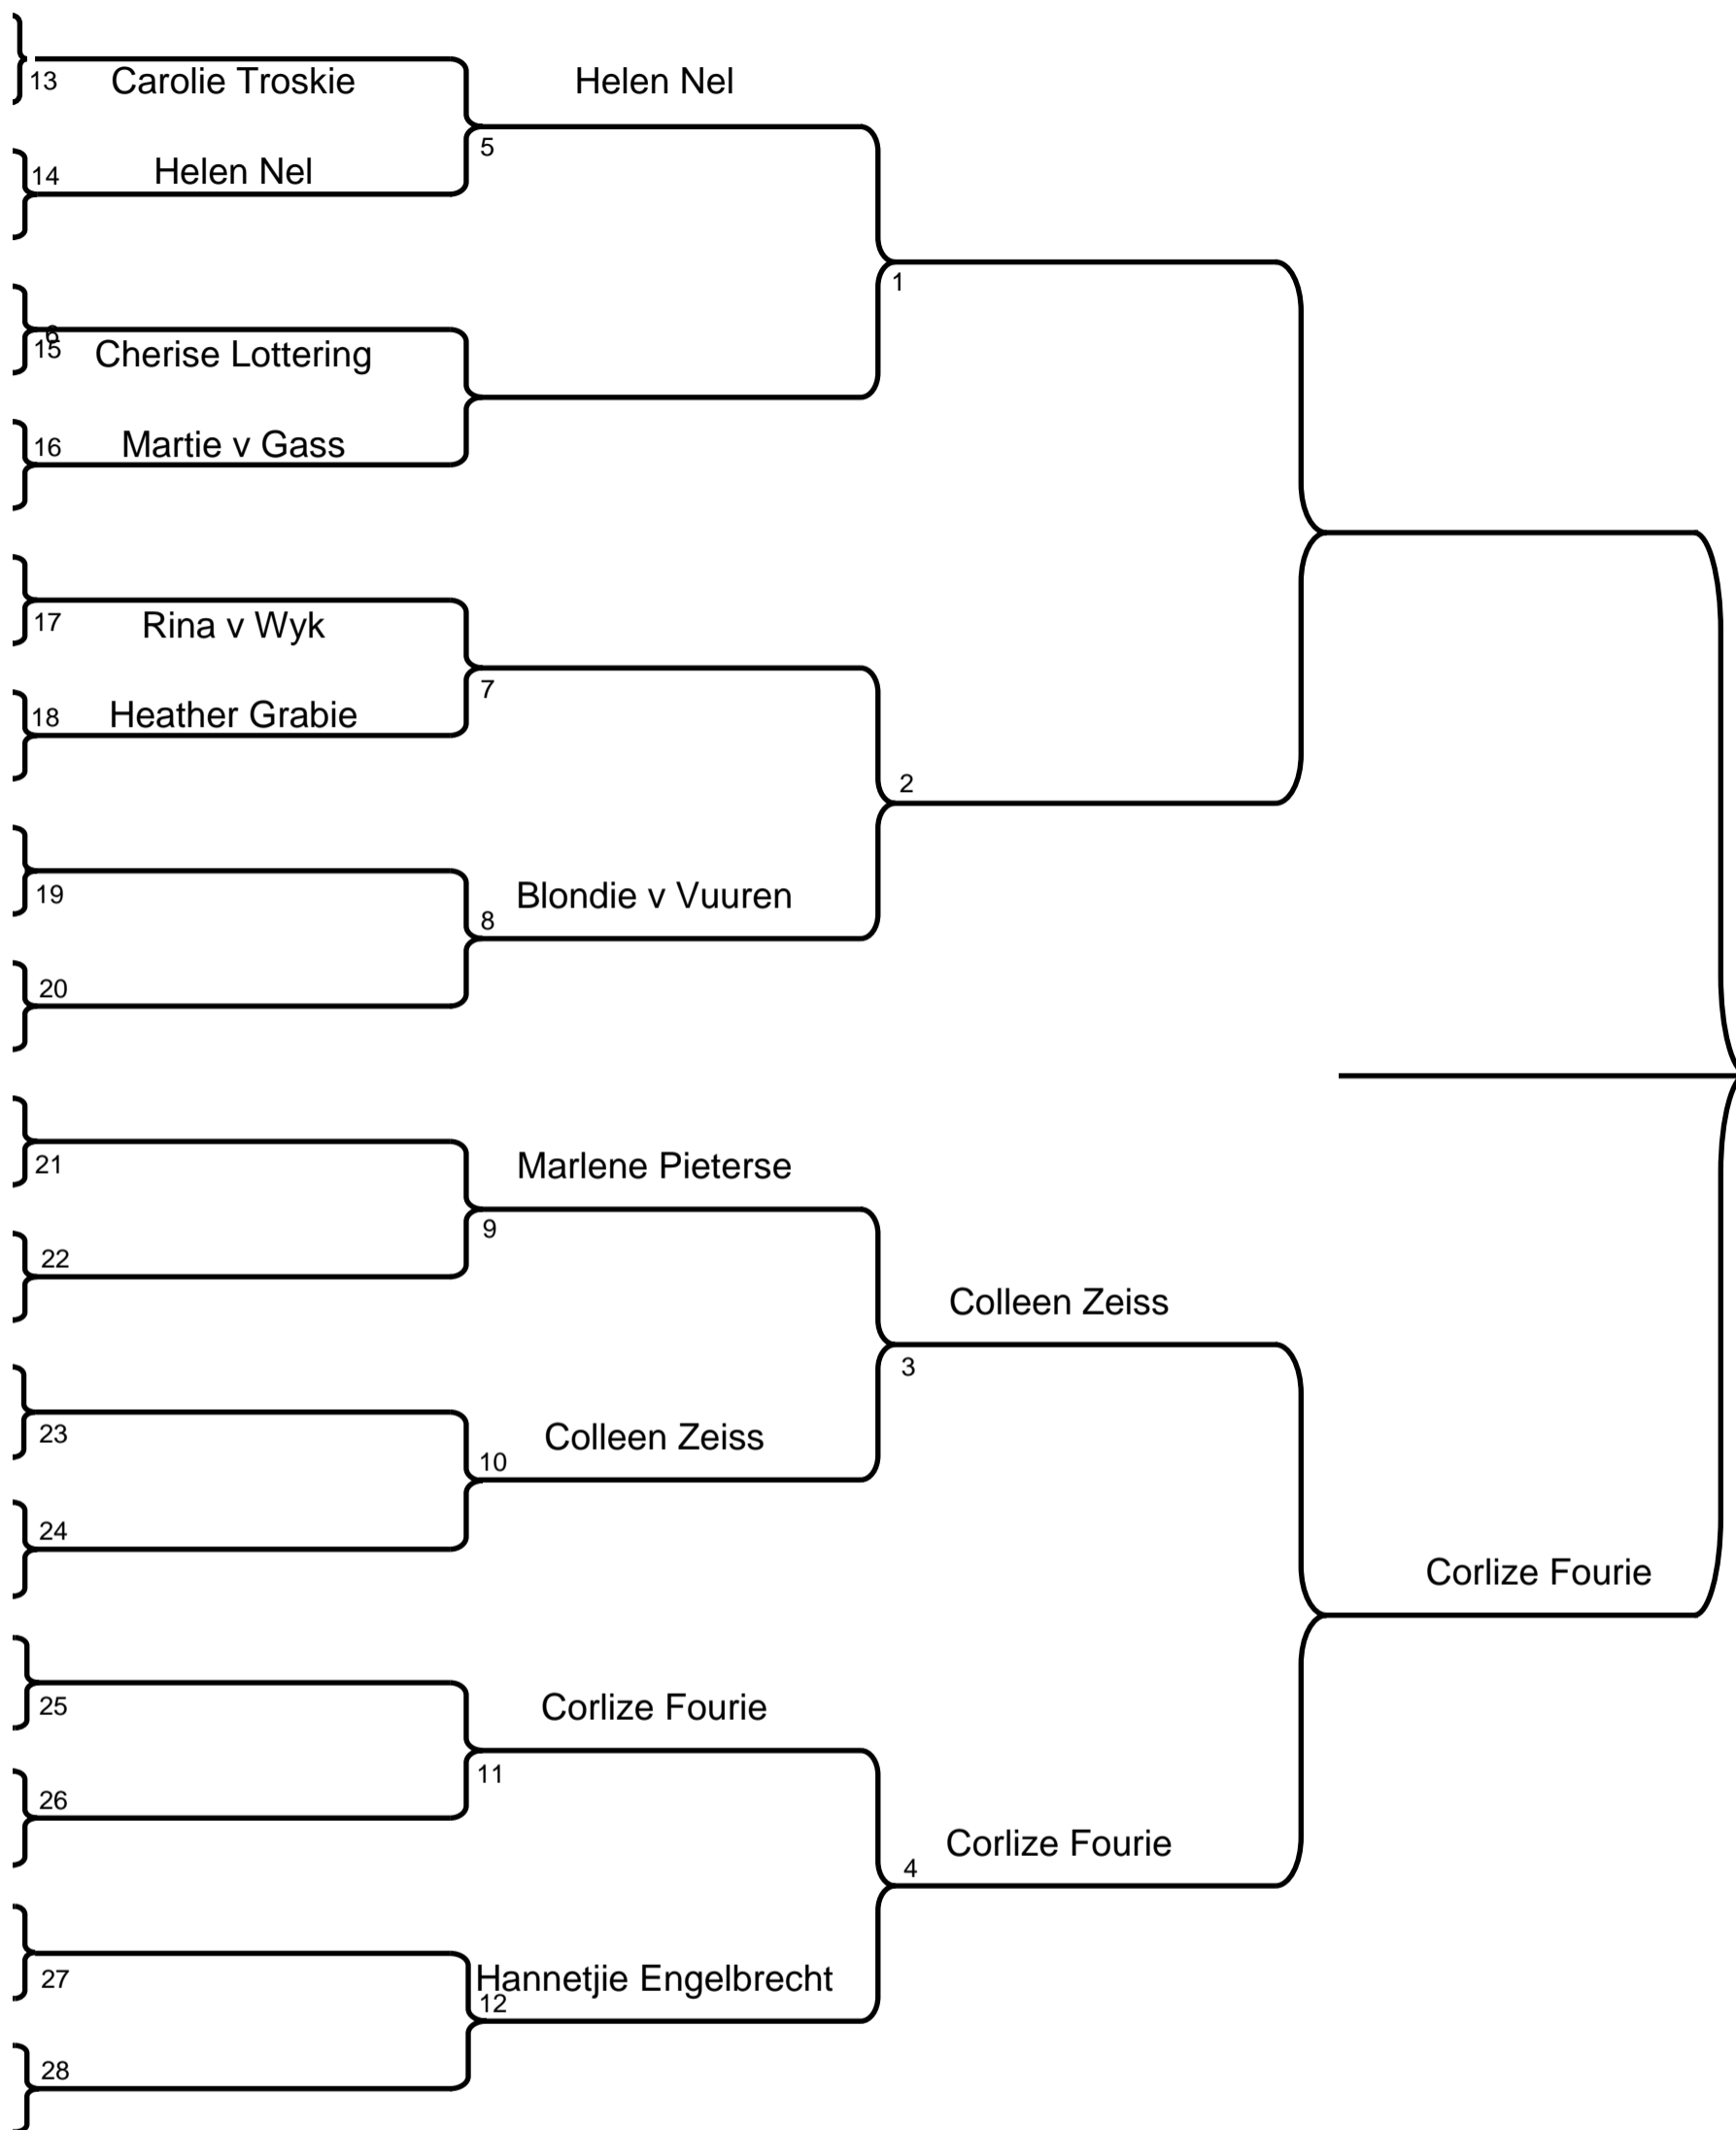 13 Carolie Troskie Helen Nel
5
14 Helen Nel
1
6
15 Cherise Lottering
16 Martie v Gass
17 Rina v Wyk
7
18 Heather Grabie
2
19 Blondie v Vuuren
8
20
21 Marlene Pieterse
9
22
Colleen Zeiss
3
23 Colleen Zeiss
10
24
Corlize Fourie
25 Corlize Fourie
11
26
Corlize Fourie
4
27 Hannetjie Engelbrecht
12
28